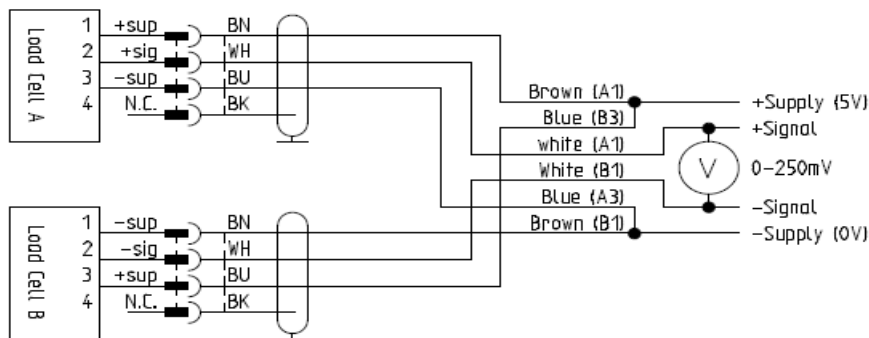 Load Cell A
1 +sup BN
2 +sig WH
3 -sup BU
4 N.C. BK
Brown (A1)
Blue (B3)
white (A1)
White (B1)
Blue (A3)
Brown (B1)
+Supply (5V)
+Signal
V 0-250mV
-Signal
-Supply (0V)
Load Cell B
1 -sup BN
2 -sig WH
3 +sup BU
4 N.C. BK